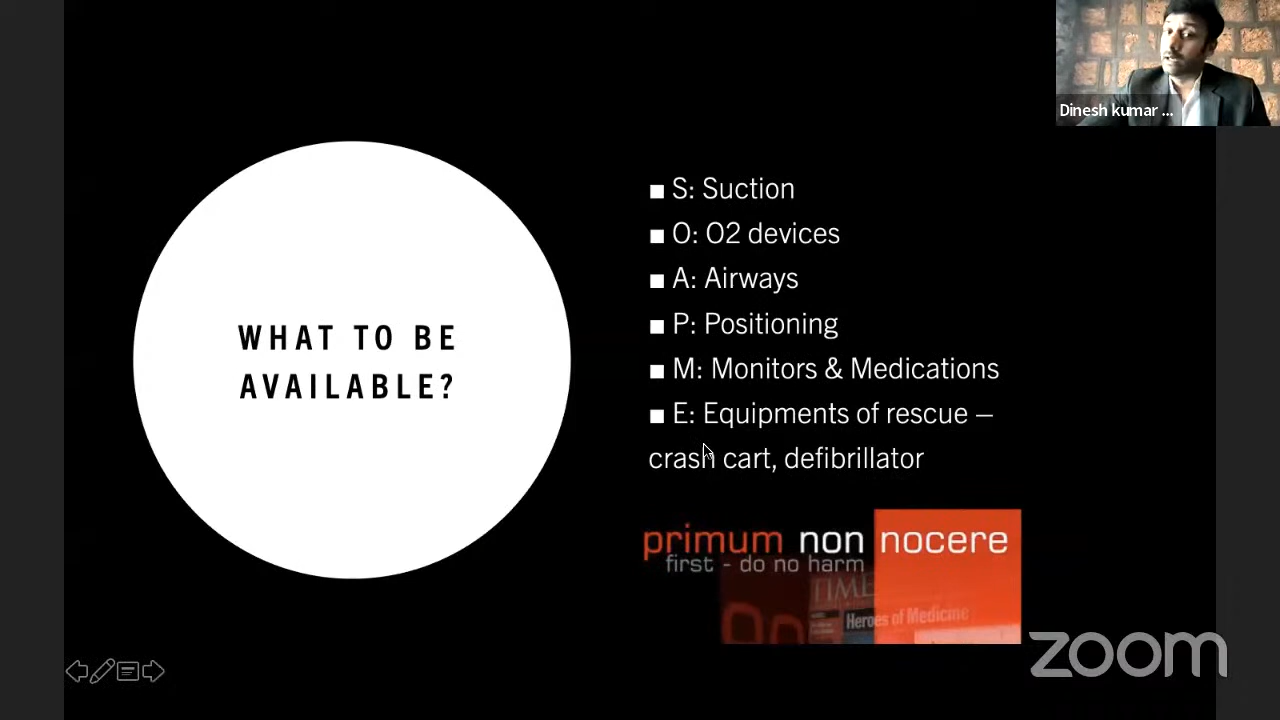 Dinesh kumar ...
WHAT TO BE
AVAILABLE?
■ S: Suction
■ O: O2 devices
■ A: Airways
■ P: Positioning
■ M: Monitors & Medications
■ E: Equipments of rescue –
crash cart, defibrillator
primum non nocere
first - do no harm
TIME
Heroes of Medicine
zoom